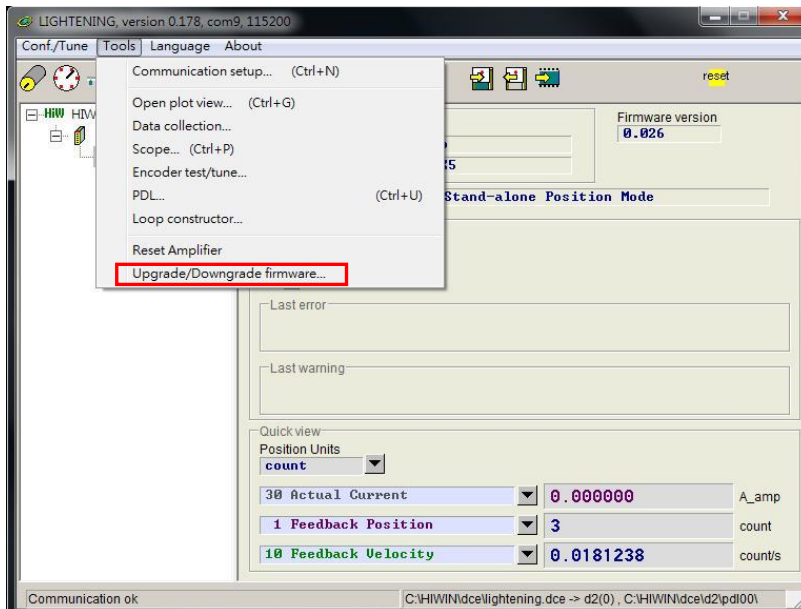 LIGHTENING, version 0.178, com9, 115200
Conf./Tune Tools Language About
Communication setup... (Ctrl+N)
Open plot view... (Ctrl+G)
Data collection...
Scope... (Ctrl+P)
Encoder test/tune...
PDL... (Ctrl+U)
Loop constructor...
Reset Amplifier
Upgrade/Downgrade firmware...
reset
HiW HIW
Firmware version
0.026
Stand-alone Position Mode
Last error
Last warning
Quick view
Position Units
count
30 Actual Current 0.000000 A_amp
1 Feedback Position 3 count
10 Feedback Velocity 0.0181238 count/s
Communication ok C:\HIWIN\dce\lightening.dce -> d2(0) , C:\HIWIN\dce\d2\pdl00\